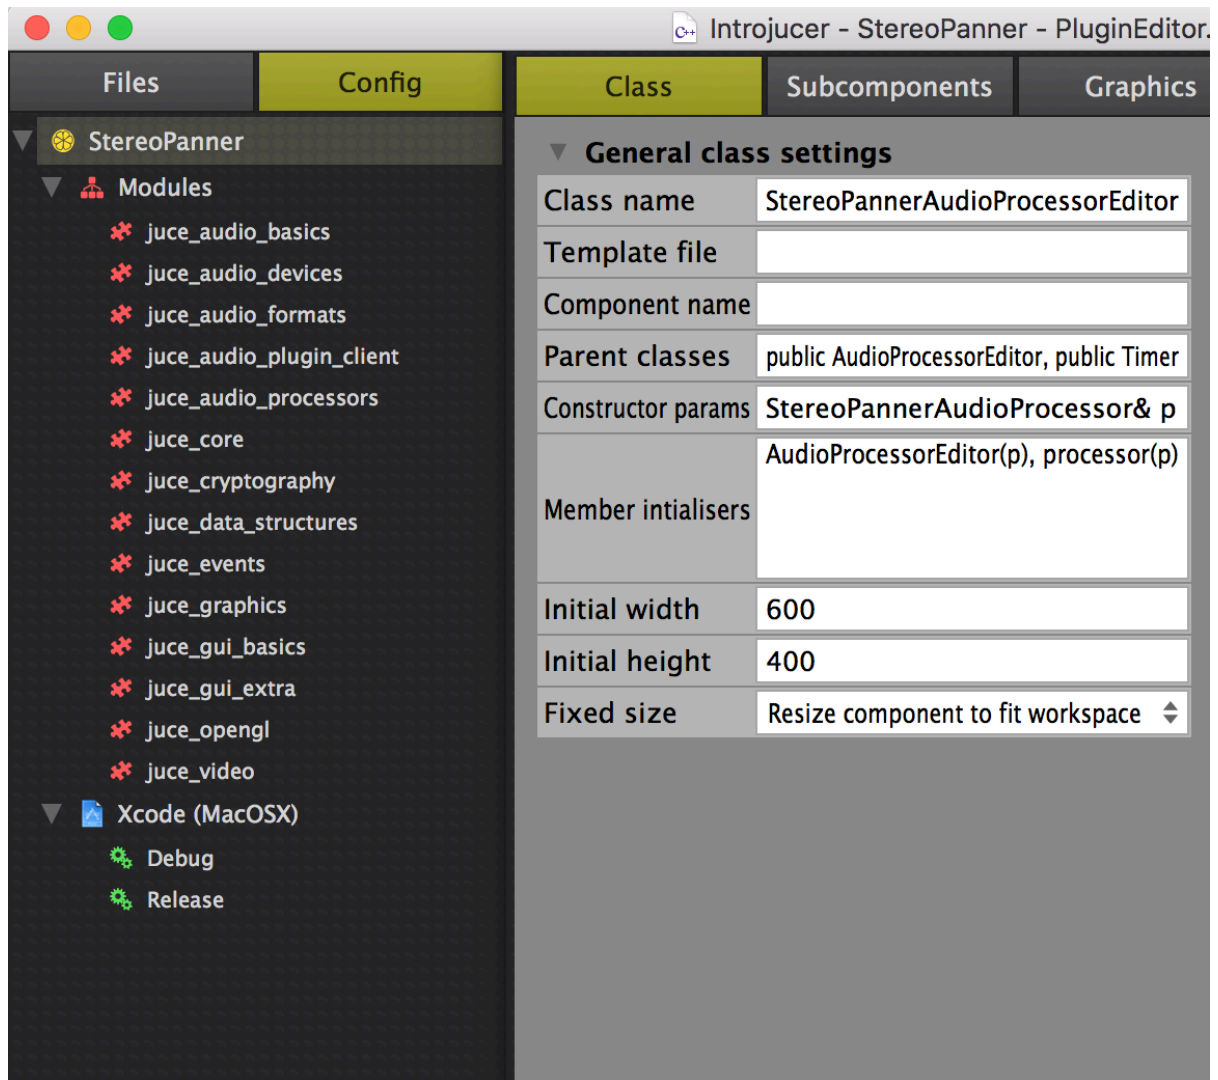 Introjucer - StereoPanner - PluginEditor.
Files
Config
Class
Subcomponents
Graphics
StereoPanner
Modules
juce_audio_basics
juce_audio_devices
juce_audio_formats
juce_audio_plugin_client
juce_audio_processors
juce_core
juce_cryptography
juce_data_structures
juce_events
juce_graphics
juce_gui_basics
juce_gui_extra
juce_opengl
juce_video
Xcode (MacOSX)
Debug
Release
General class settings
Class name StereoPannerAudioProcessorEditor
Template file
Component name
Parent classes public AudioProcessorEditor, public Timer
Constructor params StereoPannerAudioProcessor& p
Member intialisers AudioProcessorEditor(p), processor(p)
Initial width 600
Initial height 400
Fixed size Resize component to fit workspace